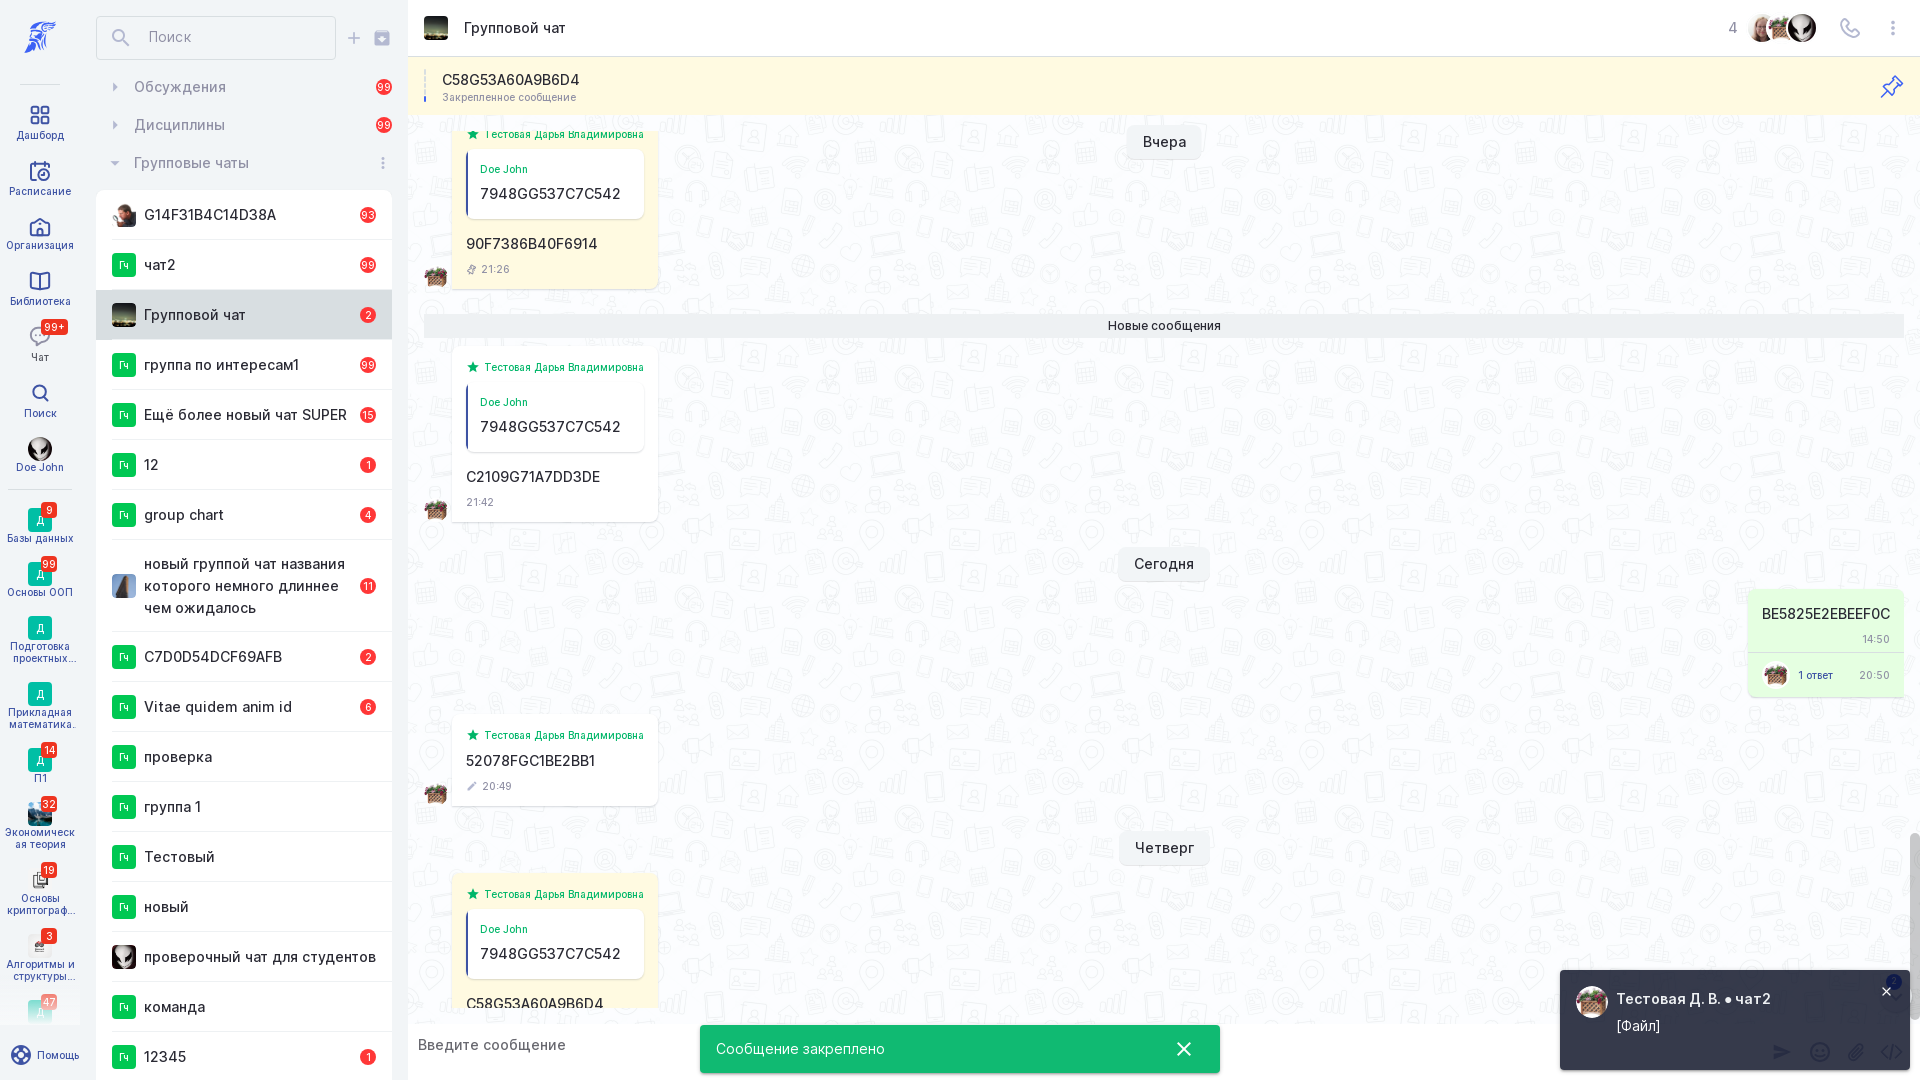 Дашборд
Расписание
Организация
Библиотека
99+
Чат
Поиск
Doe John
9
Д
Базы данных
99
Д
Основы ООП
Д
Подготовка
проектных...
Д
Прикладная
математика..
14
Д
П1
32
Экономическ
ая теория
19
Основы
криптограф...
3
Алгоритмы и
структуры...
47
Д
Помощь
Поиск
Обсуждения
99
Дисциплины
99
Групповые чаты
G14F31B4C14D38A
93
Гч
чат2
99
Групповой чат
2
Гч
группа по интересам1
99
Гч
Ещё более новый чат SUPER
15
Гч
12
1
Гч
group chart
4
новый группой чат названия
которого немного длиннее
чем ожидалось
11
Гч
C7D0D54DCF69AFB
2
Гч
Vitae quidem anim id
6
Гч
проверка
Гч
группа 1
Гч
Тестовый
Гч
новый
проверочный чат для студентов
Гч
команда
Гч
12345
1
Групповой чат
4
C58G53A60A9B6D4
Закрепленное сообщение
Вчера
Тестовая Дарья Владимировна
Doe John
7948GG537C7C542
90F7386B40F6914
21:26
Новые сообщения
Тестовая Дарья Владимировна
Doe John
7948GG537C7C542
C2109G71A7DD3DE
21:42
Сегодня
BE5825E2EBEEF0C
14:50
1 ответ
20:50
Тестовая Дарья Владимировна
52078FGC1BE2BB1
20:49
Четверг
Тестовая Дарья Владимировна
Doe John
7948GG537C7C542
C58G53A60A9B6D4
2
Тестовая Д. В. ● чат2
[Файл]
Введите сообщение
Сообщение закреплено